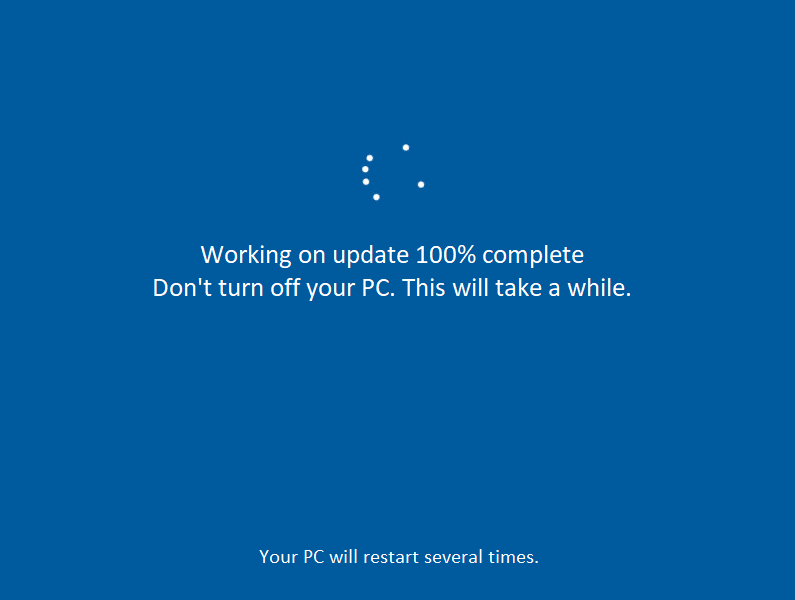 Working on update 100% complete
Don't turn off your PC. This will take a while.
Your PC will restart several times.